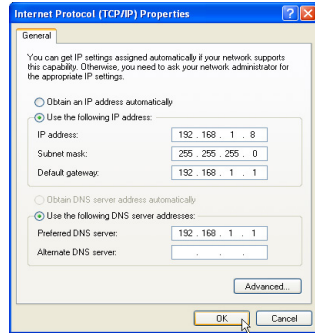 Internet Protocol (TCP/IP) Properties
General
You can get IP settings assigned automatically if your network supports
this capability. Otherwise, you need to ask your network administrator for
the appropriate IP settings.
Obtain an IP address automatically
Use the following IP address:
IP address: 192 . 168 . 1 . 8
Subnet mask: 255 . 255 . 255 . 0
Default gateway: 192 . 168 . 1 . 1
Obtain DNS server address automatically
Use the following DNS server addresses:
Preferred DNS server: 192 . 168 . 1 . 1
Alternate DNS server: . . .
Advanced...
OK Cancel